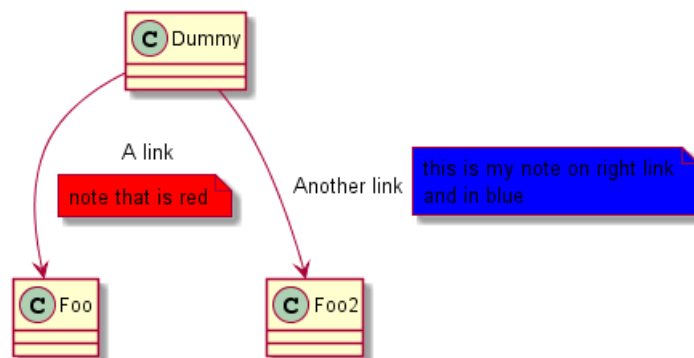 C Dummy
A link
note that is red
Another link
this is my note on right link
and in blue
C Foo
C Foo2